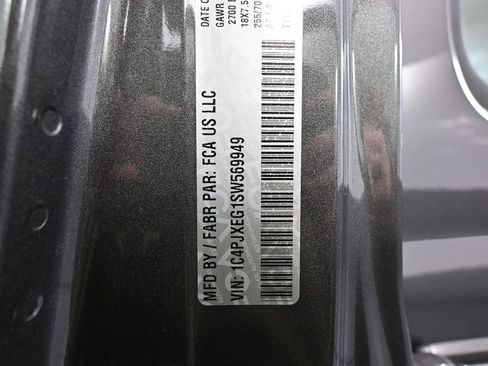 MFD BY / FABR PAR: FCA US LLC
VIN: 1C4PJXEG1SW569949
DATE O
GAWR
2700
18X7.5
255/70